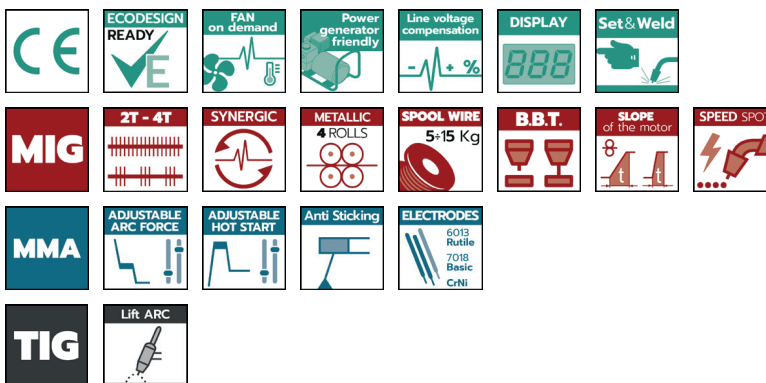 CE
ECODESIGN
READY
E
FAN
on demand
Power
generator
friendly
Line voltage
compensation
- + %
DISPLAY
888
Set&Weld
MIG
2T - 4T
SYNERGIC
METALLIC
4 ROLLS
SPOOL WIRE
5÷15 Kg
B.B.T.
SLOPE
of the motor
t t
SPEED SPOT
MMA
ADJUSTABLE
ARC FORCE
ADJUSTABLE
HOT START
Anti Sticking
ELECTRODES
6013
Rutile
7018
Basic
CrNi
TIG
Lift ARC